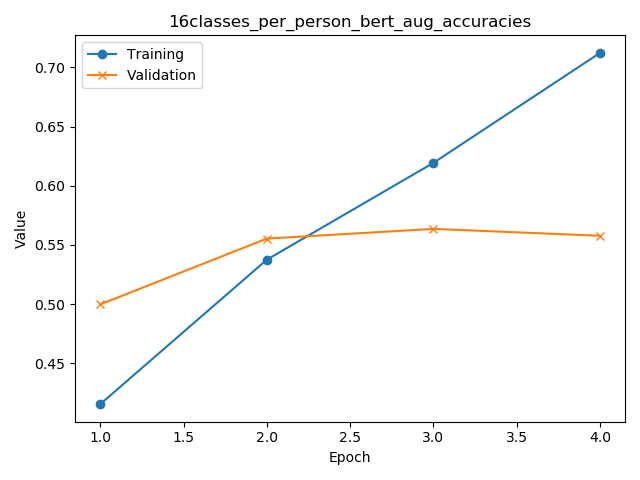 16classes_per_person_bert_aug_accuracies
Training
Validation
Value
0.70
0.65
0.60
0.55
0.50
0.45
1.0 1.5 2.0 2.5 3.0 3.5 4.0
Epoch